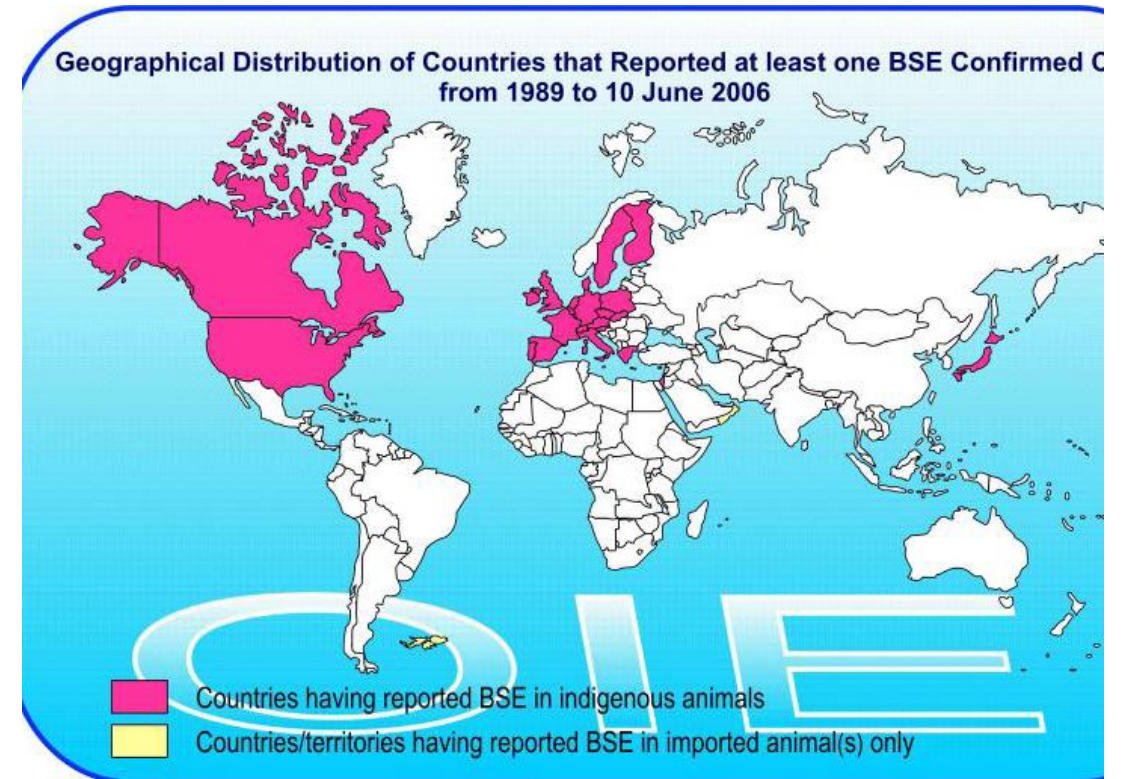 Geographical Distribution of Countries that Reported at least one BSE Confirmed C
from 1989 to 10 June 2006
OIE
Countries having reported BSE in indigenous animals
Countries/territories having reported BSE in imported animal(s) only